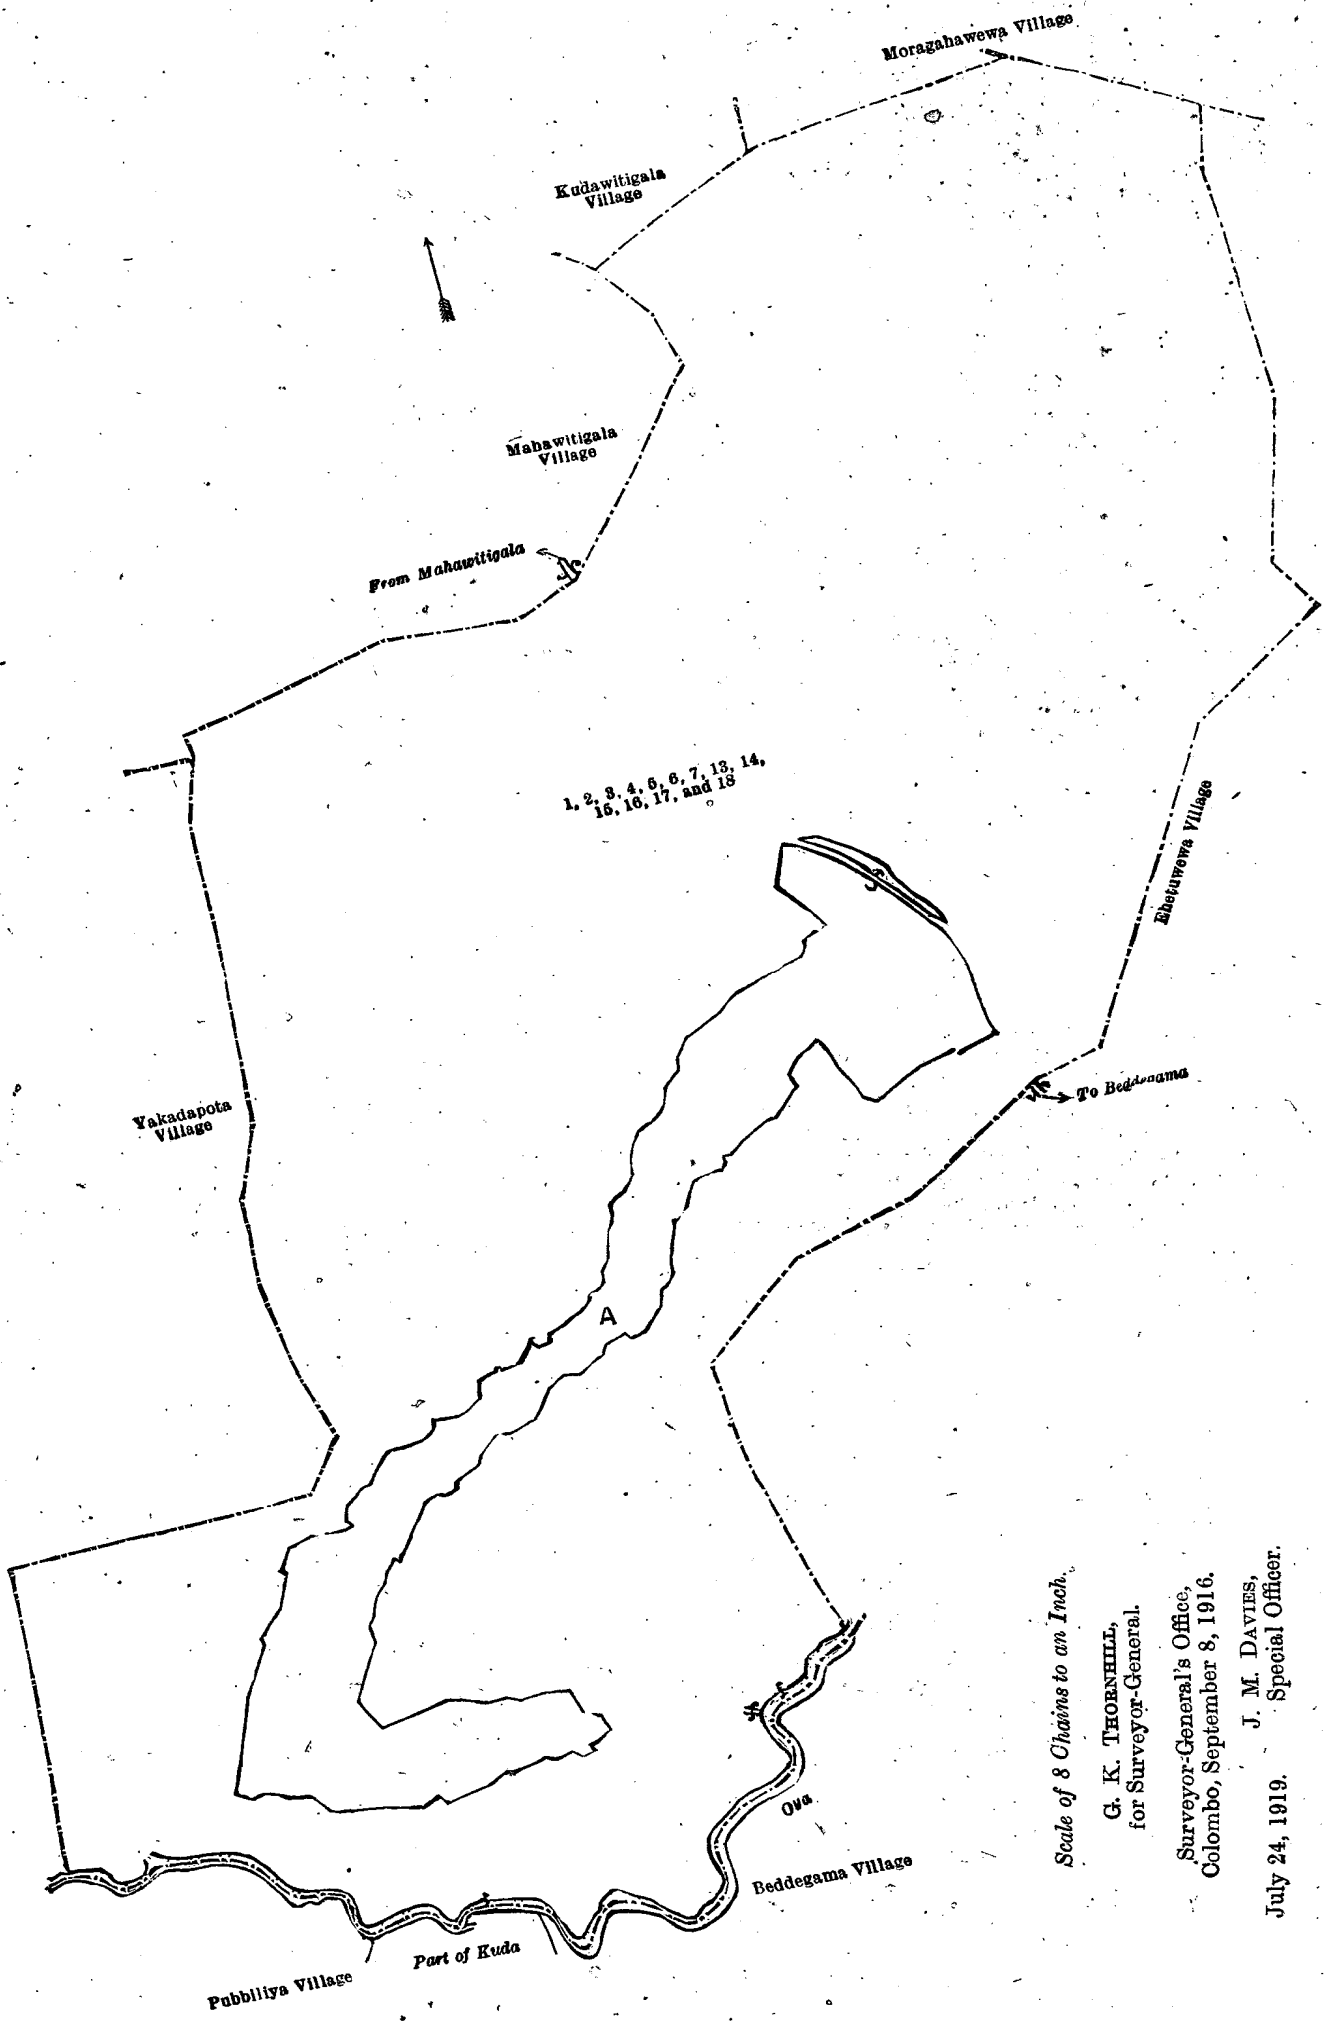 Moragahawewa Village
Kudawitigala
Village
Mahawitigala
Village
From Mahawitigala
1, 2, 3, 4, 5, 6, 7, 13, 14,
15, 16, 17, and 18
Ehetuwewa Village
To Beddegama
Yakadapota
Village
A
Oya
Beddegama Village
Part of Kuda
Pubbiliya Village
Scale of 8 Chains to an Inch.
G. K. THORNHILL,
for Surveyor-General.
Surveyor-General's Office,
Colombo, September 8, 1916.
J. M. DAVIES,
July 24, 1919. Special Officer.